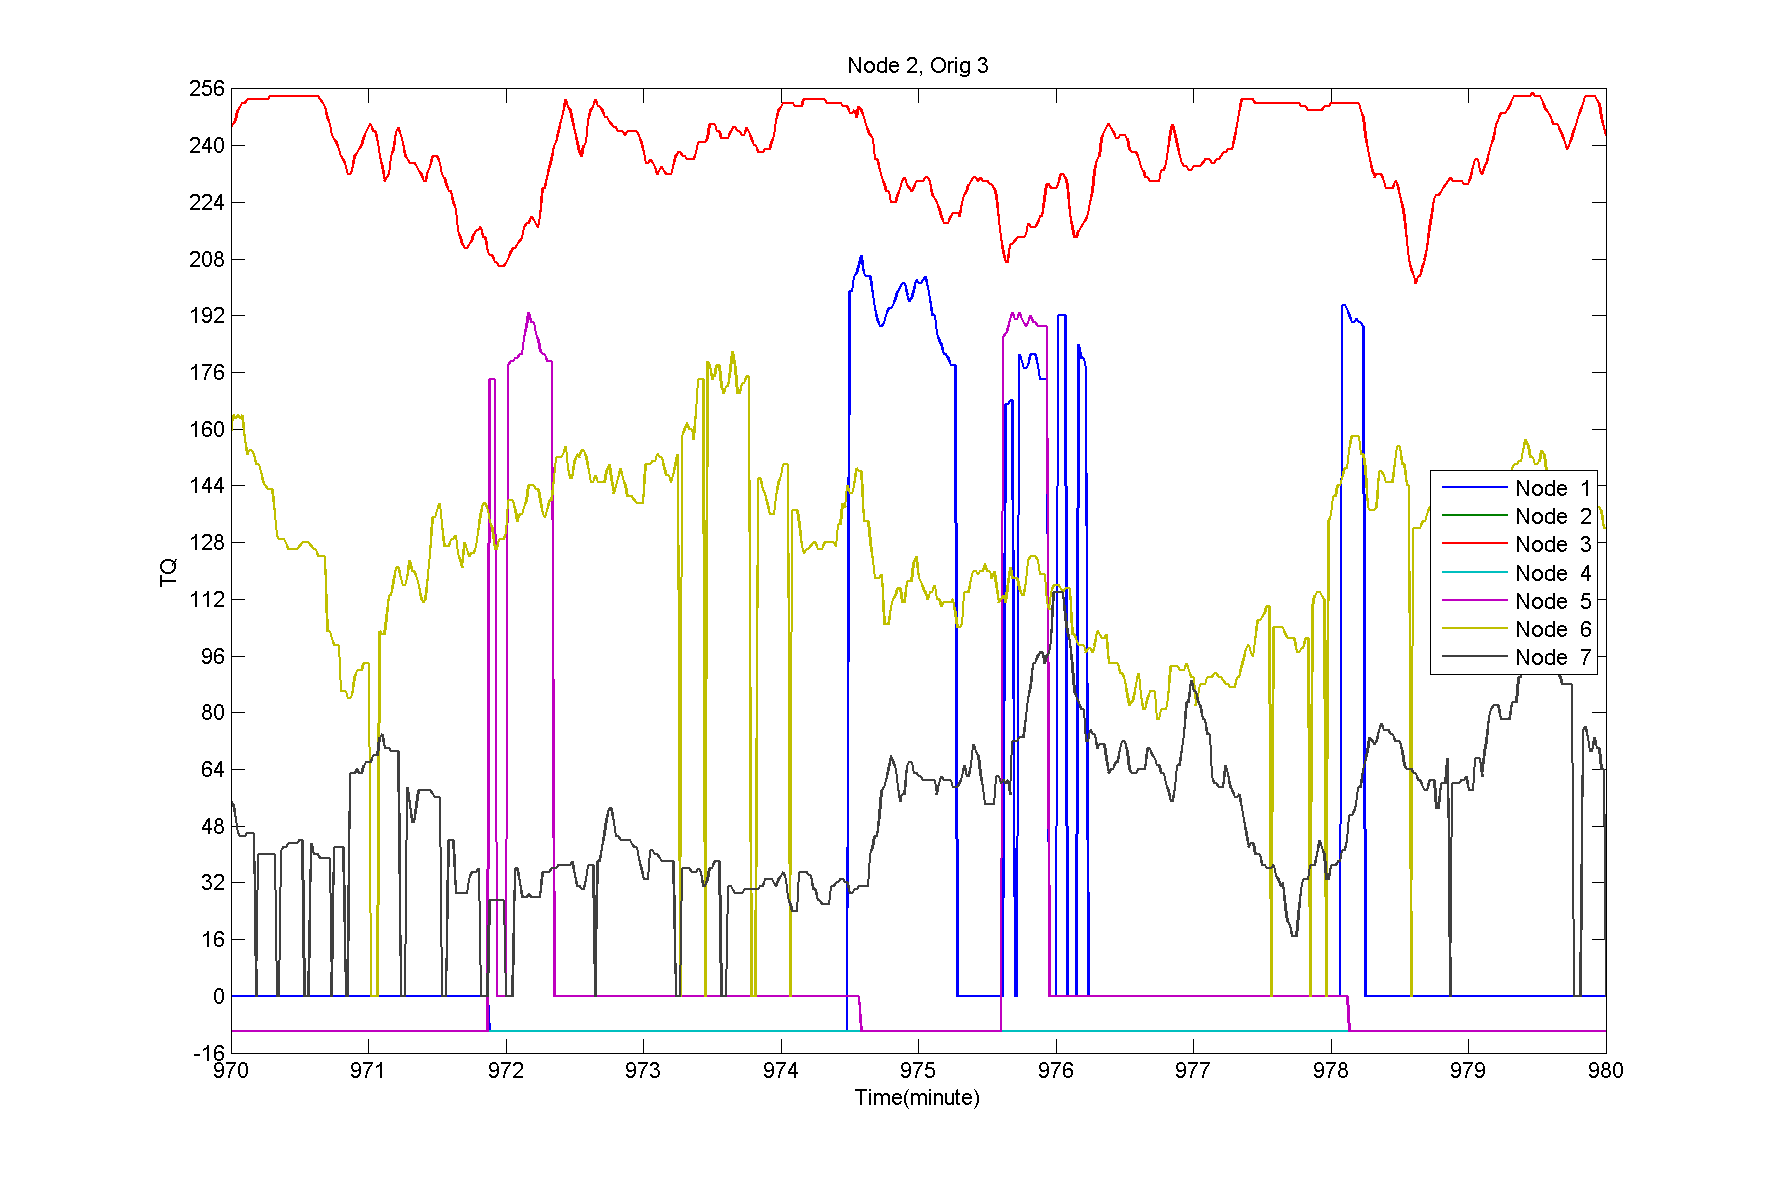 Node 2, Orig 3
256
240
224
208
192
176
160
144
128
112
96
80
64
48
32
16
0
-16
TQ
Node 1
Node 2
Node 3
Node 4
Node 5
Node 6
Node 7
970 971 972 973 974 975 976 977 978 979 980
Time(minute)